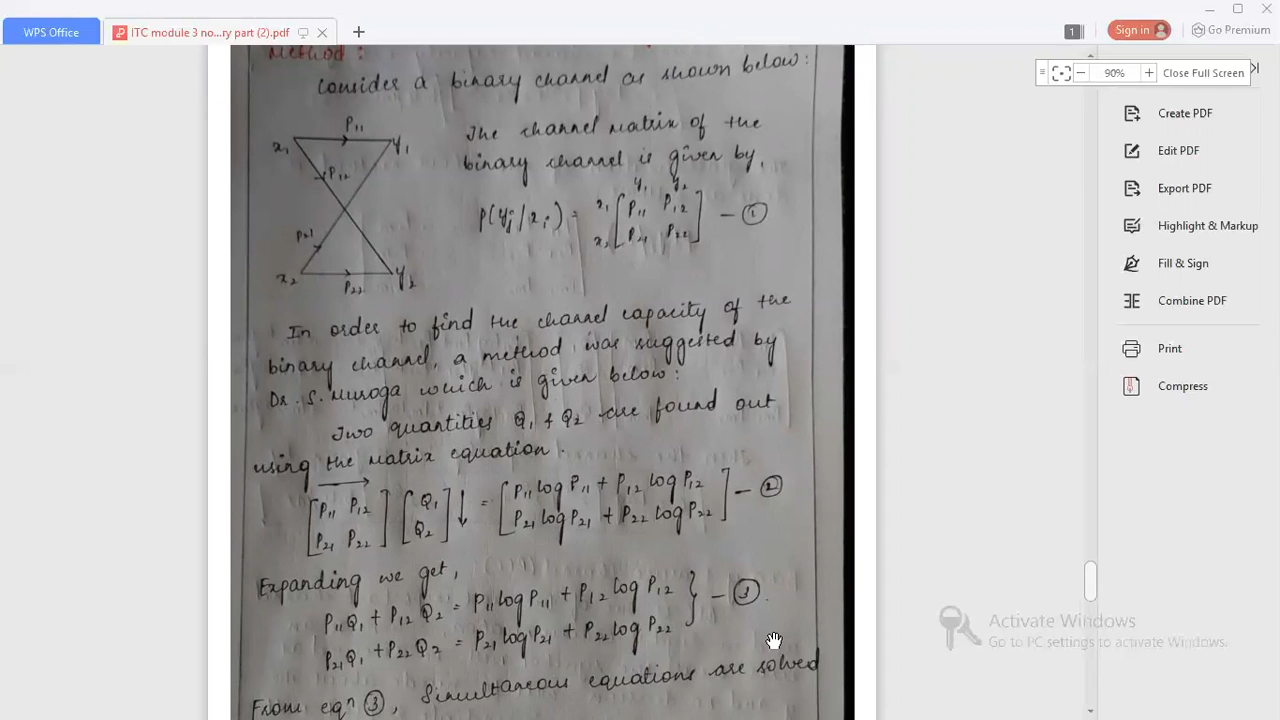 WPS Office
ITC module 3 no...ry part (2).pdf
1
Sign in
Go Premium
90%
Close Full Screen
Create PDF
Edit PDF
Export PDF
Highlight & Markup
Fill & Sign
Combine PDF
Print
Compress
Method:
Consider a binary channel as shown below:
x₁ P₁₁ y₁
P₁₂
P₂₁
x₂ P₂₂ y₂
The channel matrix of the
binary channel is given by,
y₁ y₂
P(yj/xi) = x₁ [P₁₁ P₁₂] - ①
x₂ [P₂₁ P₂₂]
In order to find the channel capacity of the
binary channel, a method was suggested by
Dr. S. Muroga which is given below:
Two quantities Q₁ + Q₂ are found out
using the matrix equation.
[P₁₁ P₁₂] [Q₁] ↓ = [P₁₁ log P₁₁ + P₁₂ log P₁₂] - ②
[P₂₁ P₂₂] [Q₂] [P₂₁ log P₂₁ + P₂₂ log P₂₂]
Expanding we get,
P₁₁Q₁ + P₁₂Q₂ = P₁₁ log P₁₁ + P₁₂ log P₁₂ } - ③.
P₂₁Q₁ + P₂₂Q₂ = P₂₁ log P₂₁ + P₂₂ log P₂₂
From eqⁿ ③, Simultaneous equations are solved
Activate Windows
Go to PC settings to activate Windows.